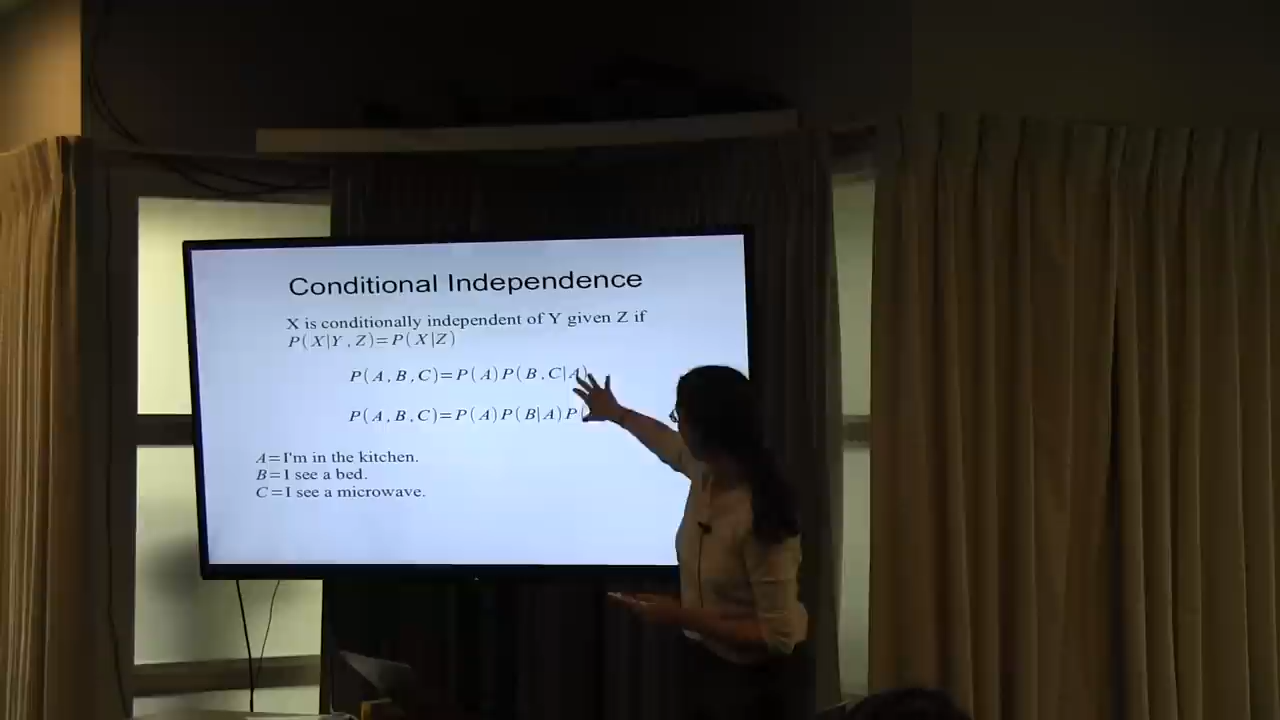 Conditional Independence
X is conditionally independent of Y given Z if
P(X|Y,Z)=P(X|Z)
P(A,B,C)=P(A)P(B,C|A)
P(A,B,C)=P(A)P(B|A)P(
A=I'm in the kitchen.
B=I see a bed.
C=I see a microwave.